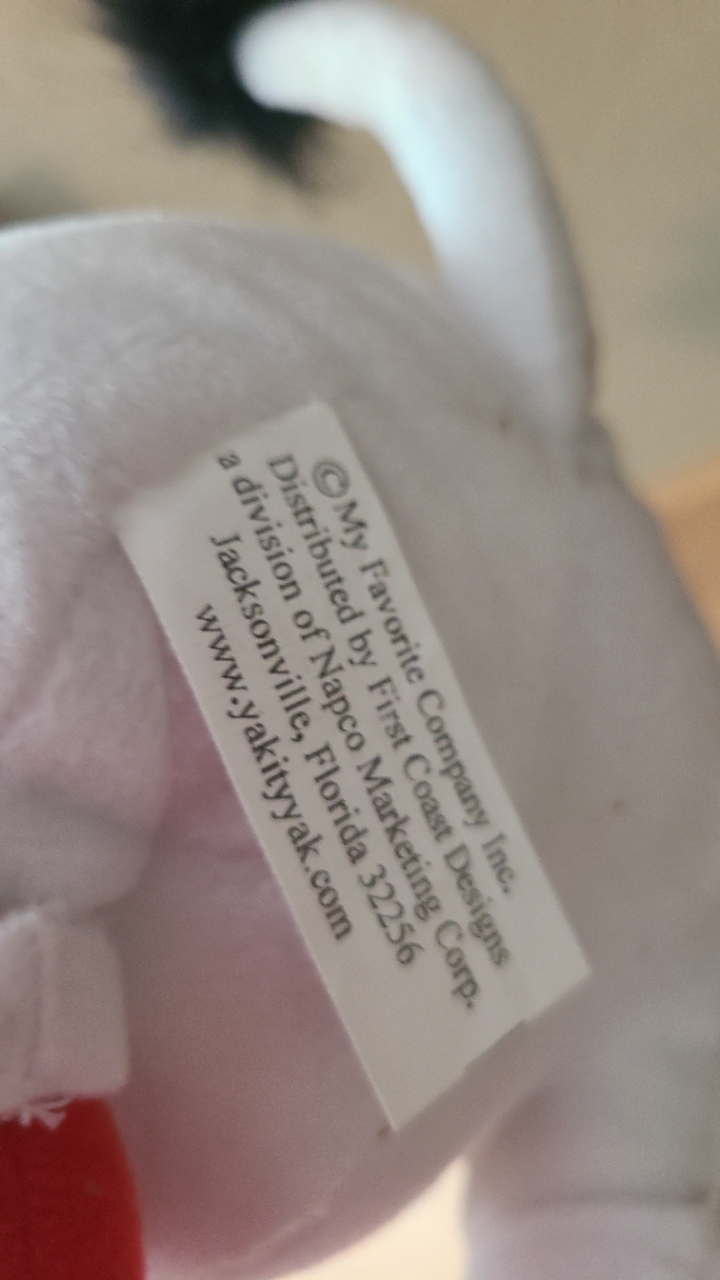 ©My Favorite Company Inc.
Distributed by First Coast Designs
a division of Napco Marketing Corp.
Jacksonville, Florida 32256
www.yakityyak.com